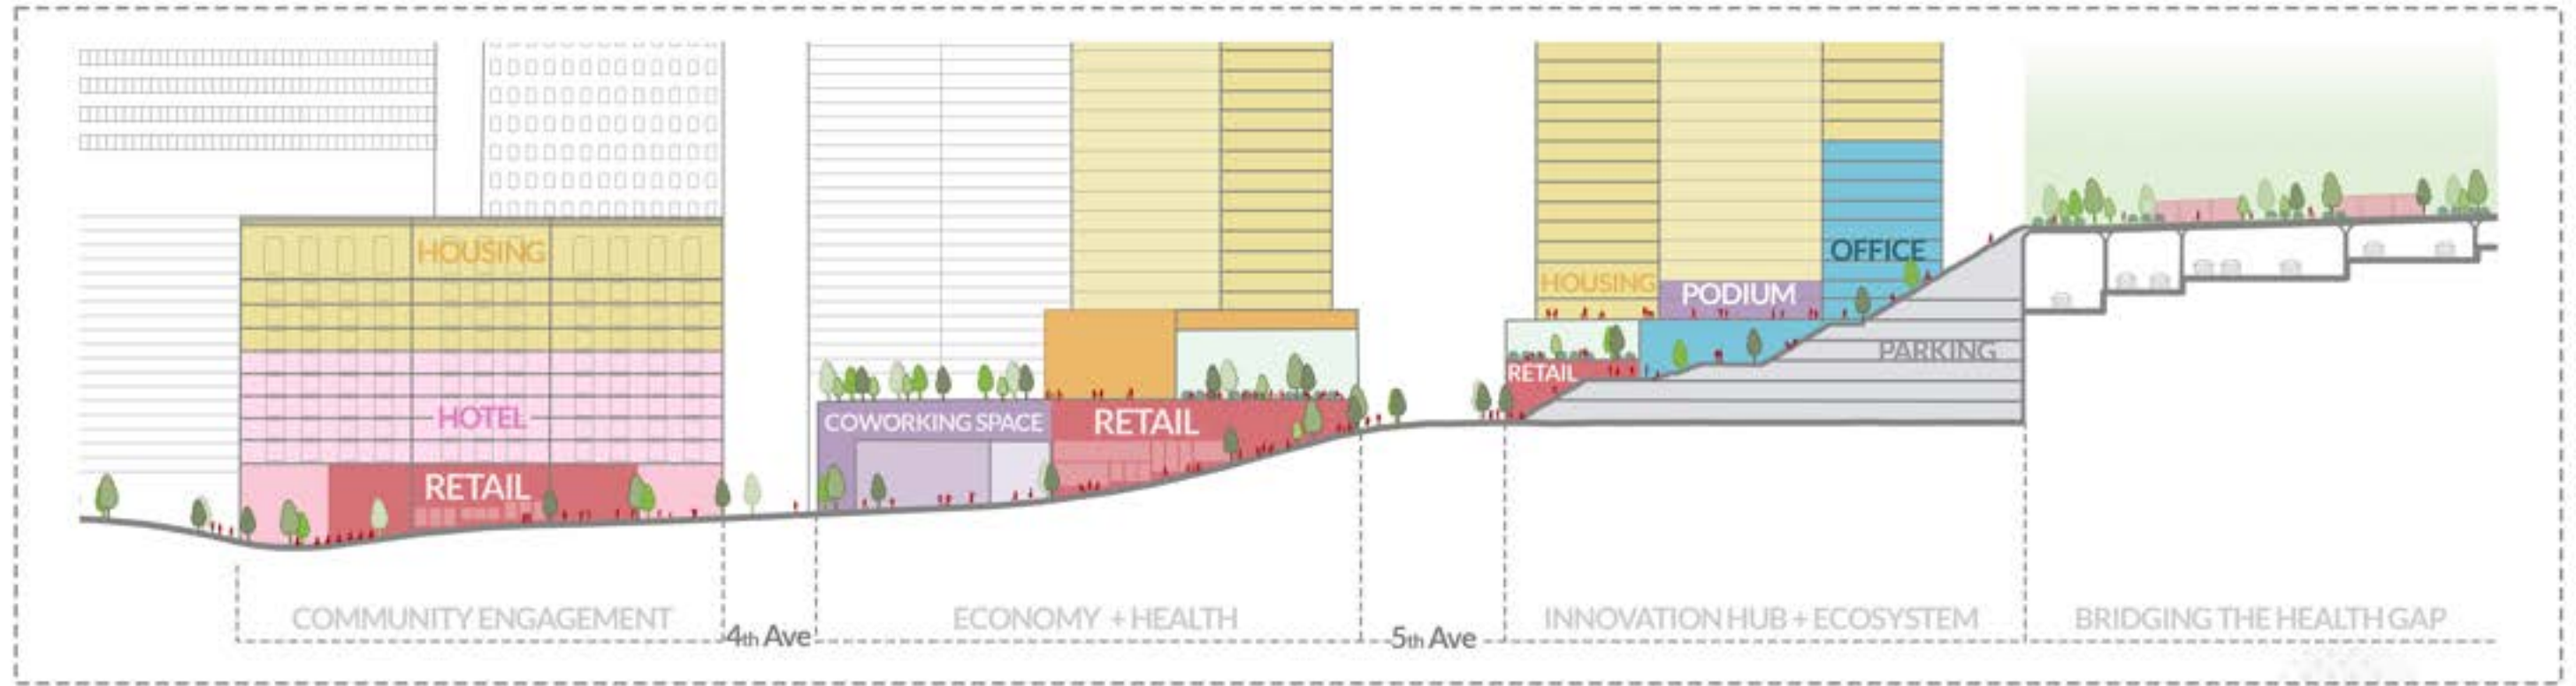 HOUSING
HOTEL
RETAIL
COWORKING SPACE
RETAIL
HOUSING
PODIUM
OFFICE
RETAIL
PARKING
COMMUNITY ENGAGEMENT
4th Ave
ECONOMY + HEALTH
5th Ave
INNOVATION HUB + ECOSYSTEM
BRIDGING THE HEALTH GAP